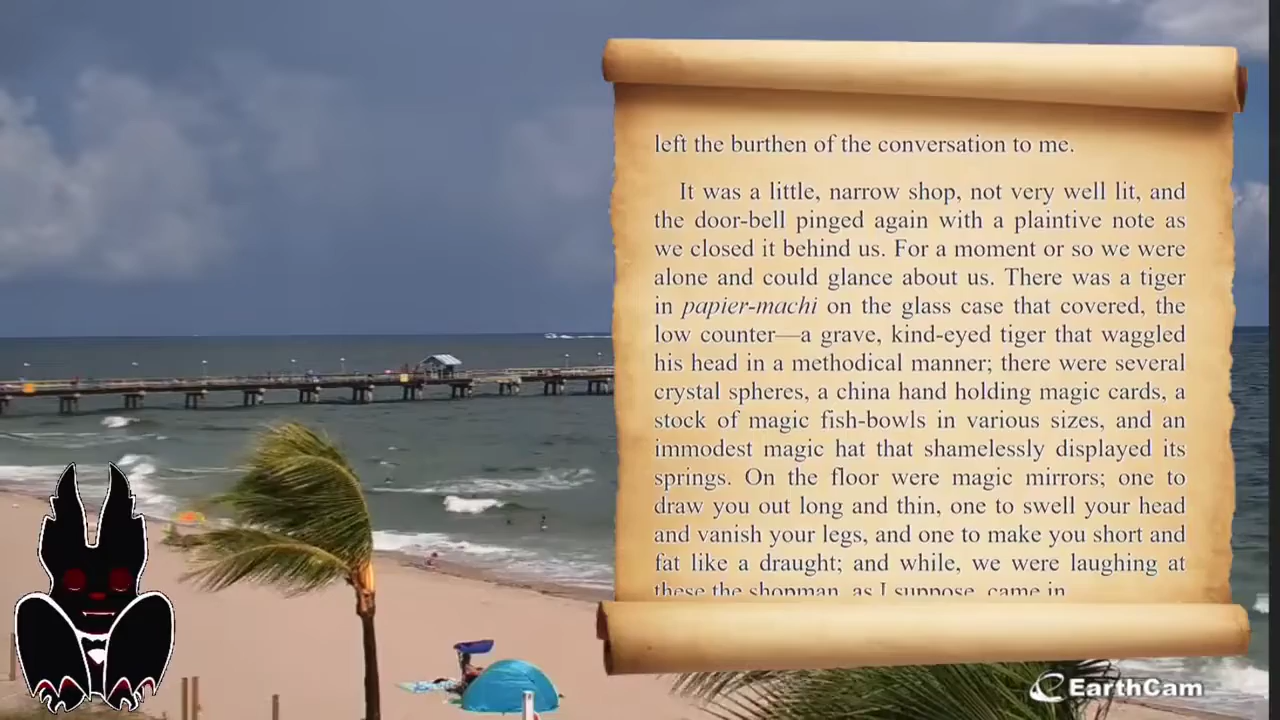 left the burthen of the conversation to me.
It was a little, narrow shop, not very well lit, and
the door-bell pinged again with a plaintive note as
we closed it behind us. For a moment or so we were
alone and could glance about us. There was a tiger
in papier-machi on the glass case that covered, the
low counter—a grave, kind-eyed tiger that waggled
his head in a methodical manner; there were several
crystal spheres, a china hand holding magic cards, a
stock of magic fish-bowls in various sizes, and an
immodest magic hat that shamelessly displayed its
springs. On the floor were magic mirrors; one to
draw you out long and thin, one to swell your head
and vanish your legs, and one to make you short and
fat like a draught; and while, we were laughing at
these the shopman, as I suppose, came in.
EarthCam